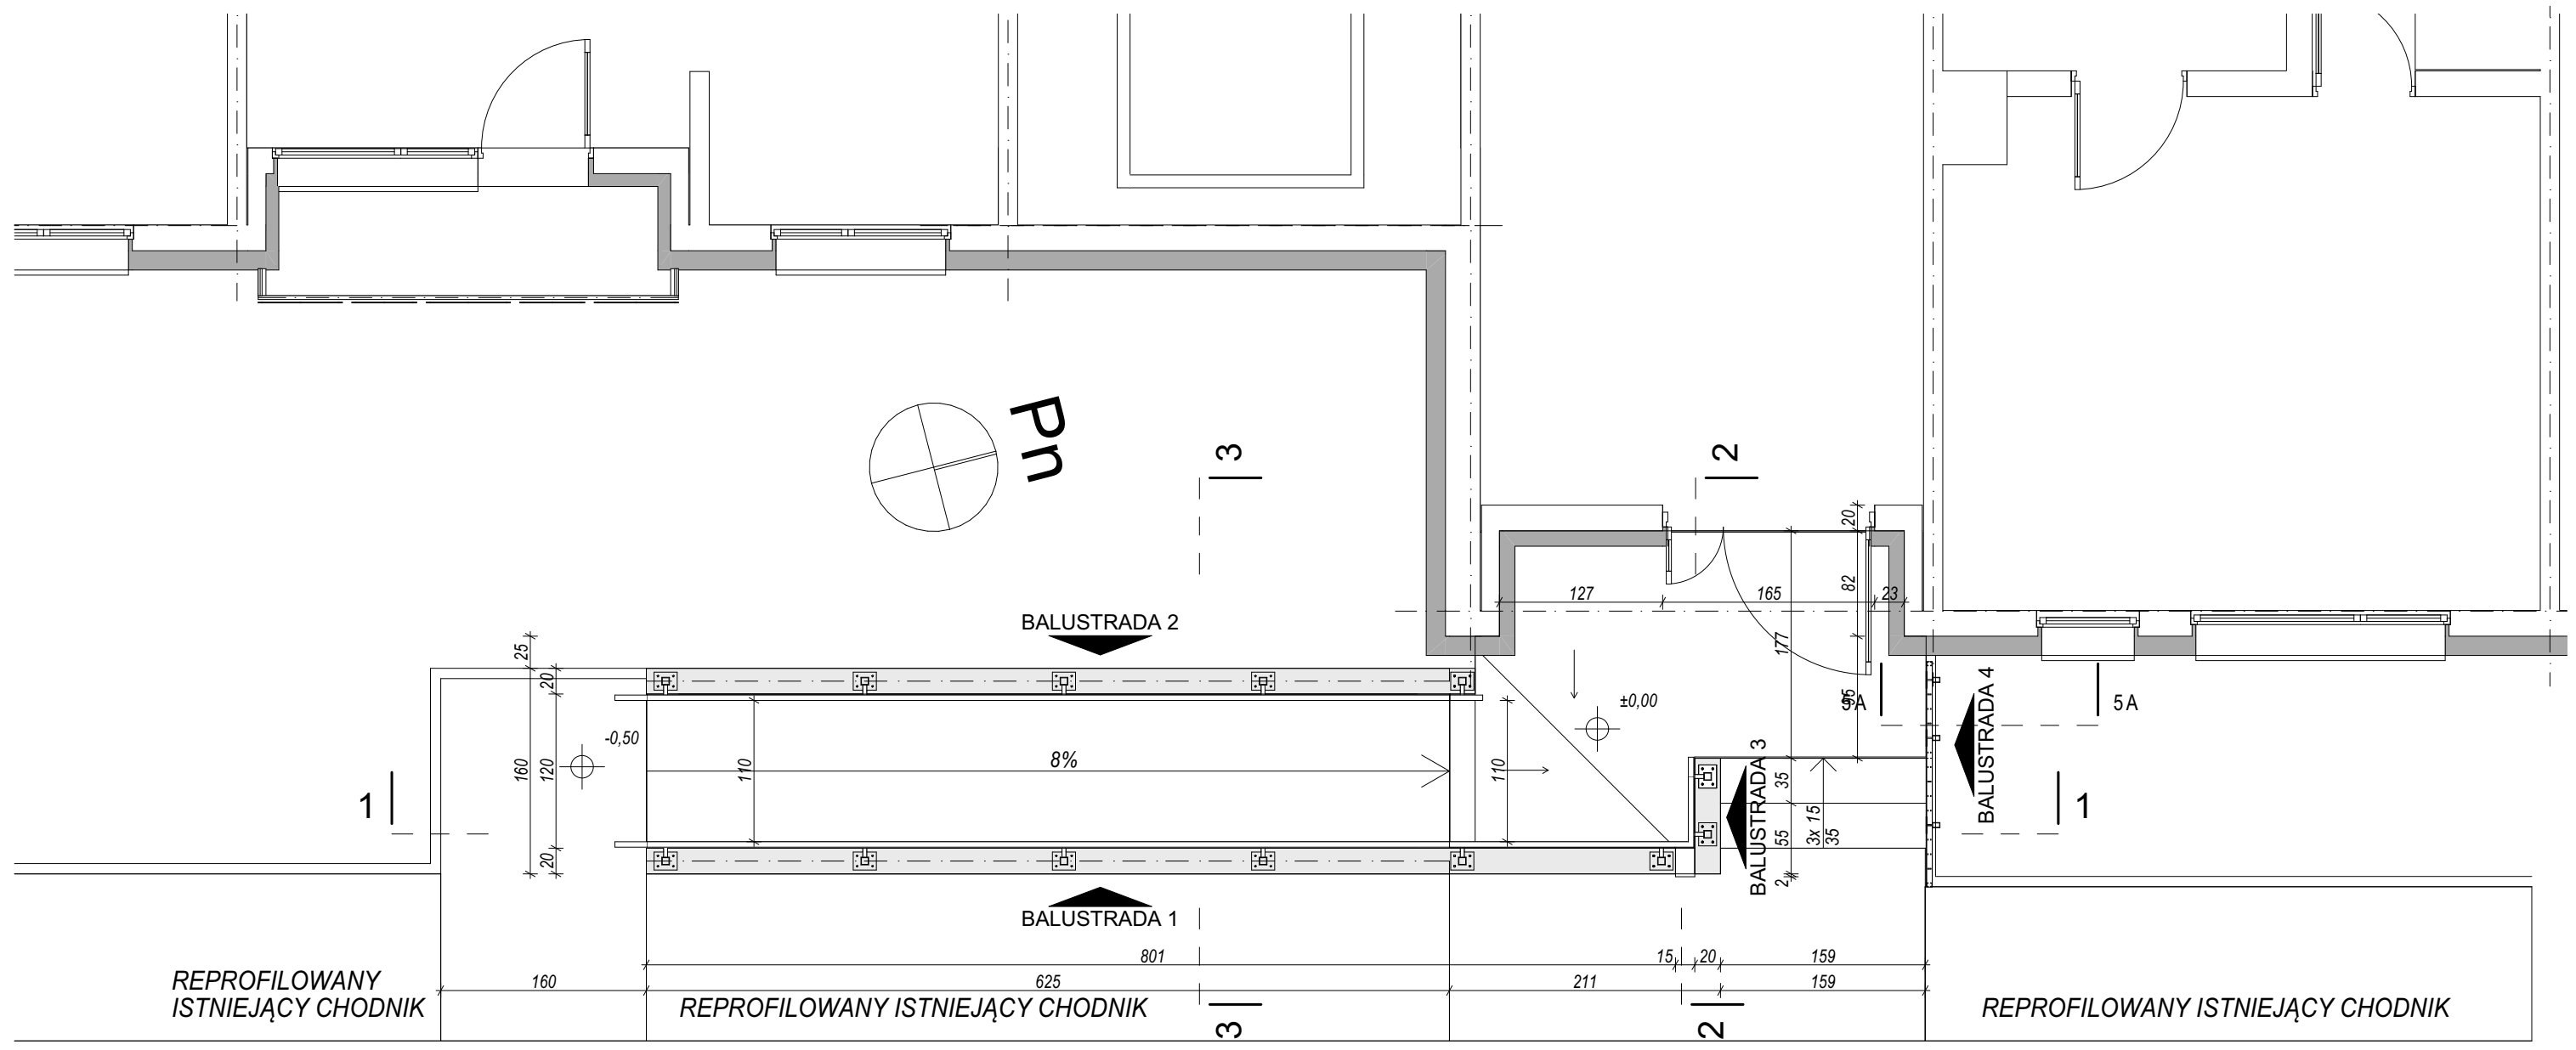 Pn
3
2
20
82
127
165
23
177
BALUSTRADA 2
25
20
160
120
20
-0,50
±0,00
5A
95
5A
BALUSTRADA 4
110
8%
110
BALUSTRADA 3
35
55
2
3x 15
35
1
1
BALUSTRADA 1
801
15
20
159
160
625
211
159
REPROFILOWANY
ISTNIEJĄCY CHODNIK
REPROFILOWANY ISTNIEJĄCY CHODNIK
REPROFILOWANY ISTNIEJĄCY CHODNIK
3
2